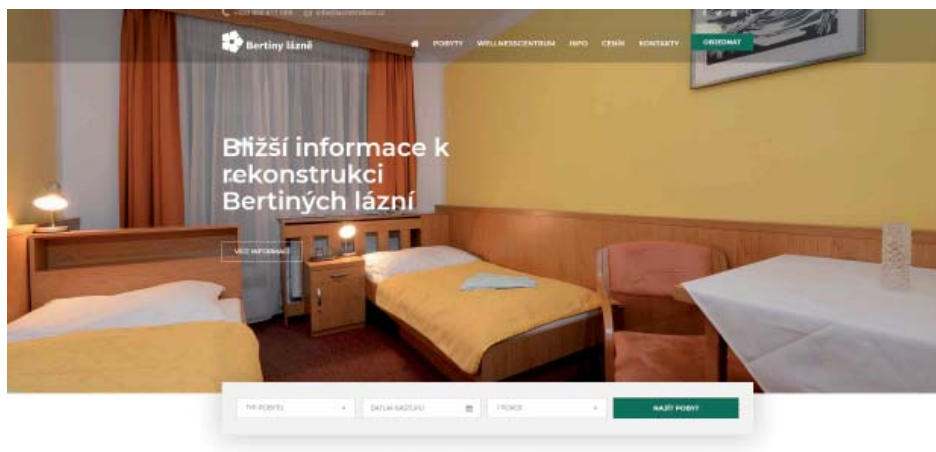 Bertiny lázně
POBYTY WELLNESSCENTRUM INFO CENÍK KONTAKTY OBJEDNAT
Bližší informace k
rekonstrukci
Bertiných lázní
VÍCE INFORMACÍ
TYP POBYTU DATUM NÁSTUPU 1 POKOJ NAJÍT POBYT